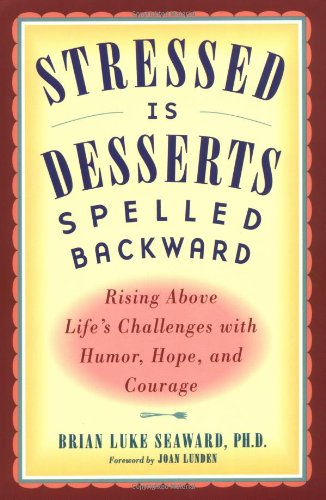 STRESSED
IS
DESSERTS
SPELLED
BACKWARD
Rising Above
Life's Challenges with
Humor, Hope, and
Courage
BRIAN LUKE SEAWARD, PH.D.
Foreword by JOAN LUNDEN